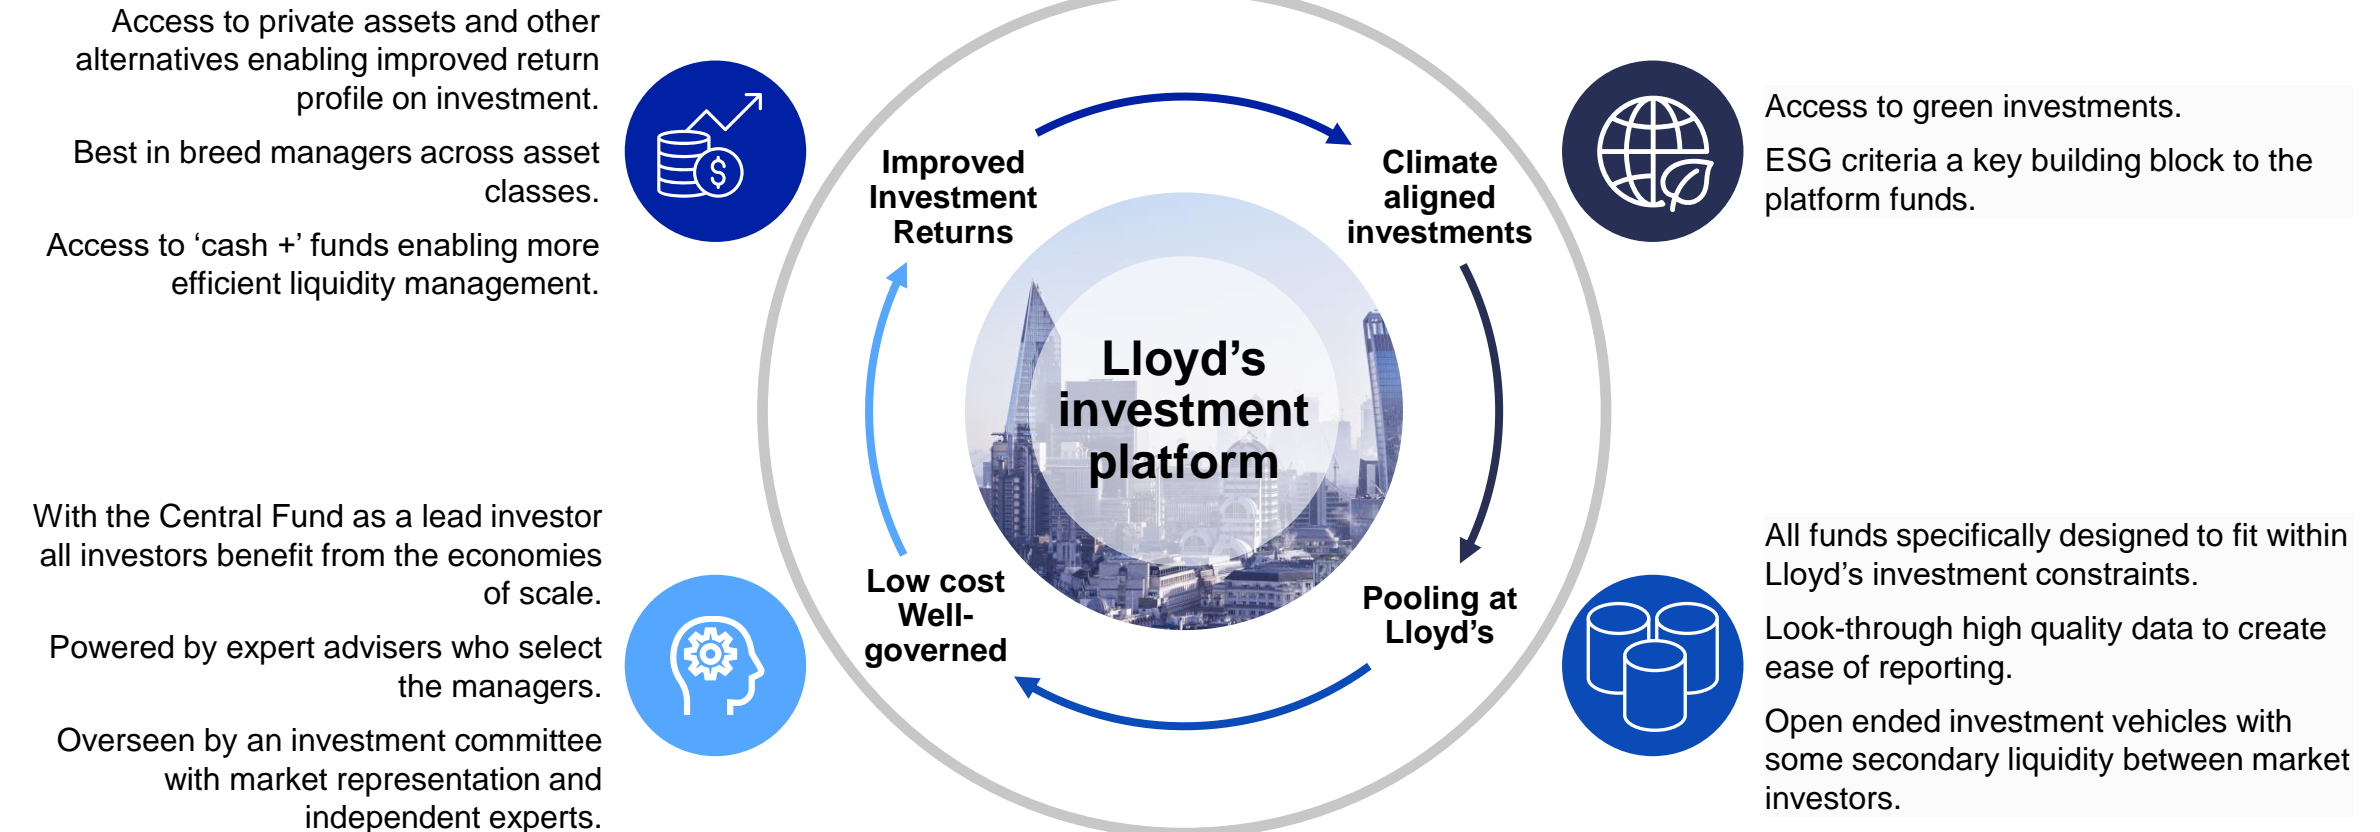 Access to private assets and other
alternatives enabling improved return
profile on investment.
Best in breed managers across asset
classes.
Access to ‘cash +’ funds enabling more
efficient liquidity management.
Improved
Investment
Returns
Climate
aligned
investments
Access to green investments.
ESG criteria a key building block to the
platform funds.
Lloyd’s
investment
platform
With the Central Fund as a lead investor
all investors benefit from the economies
of scale.
Powered by expert advisers who select
the managers.
Overseen by an investment committee
with market representation and
independent experts.
Low cost
Well-
governed
Pooling at
Lloyd’s
All funds specifically designed to fit within
Lloyd’s investment constraints.
Look-through high quality data to create
ease of reporting.
Open ended investment vehicles with
some secondary liquidity between market
investors.
$